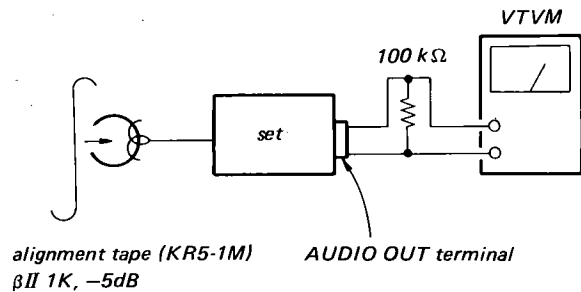 VTVM
100 kΩ
set
alignment tape (KR5-1M)
βII 1K, −5dB
AUDIO OUT terminal